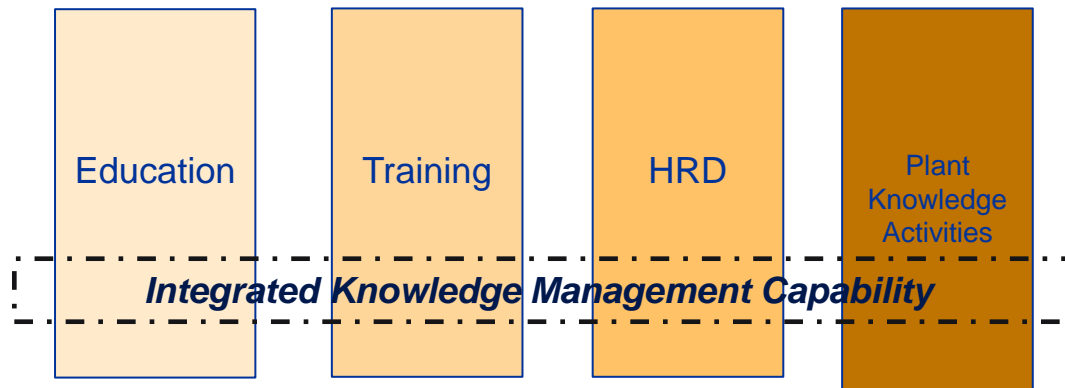 Education
Training
HRD
Plant
Knowledge
Activities
Integrated Knowledge Management Capability